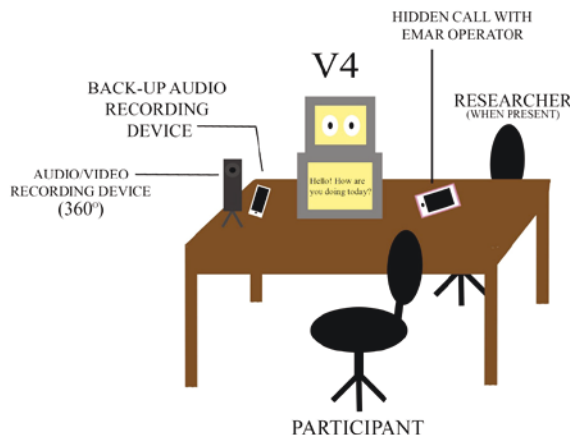 HIDDEN CALL WITH
EMAR OPERATOR
V4
BACK-UP AUDIO
RECORDING
DEVICE
RESEARCHER
(WHEN PRESENT)
AUDIO/VIDEO
RECORDING DEVICE
(360°)
Hello! How are
you doing today?
PARTICIPANT